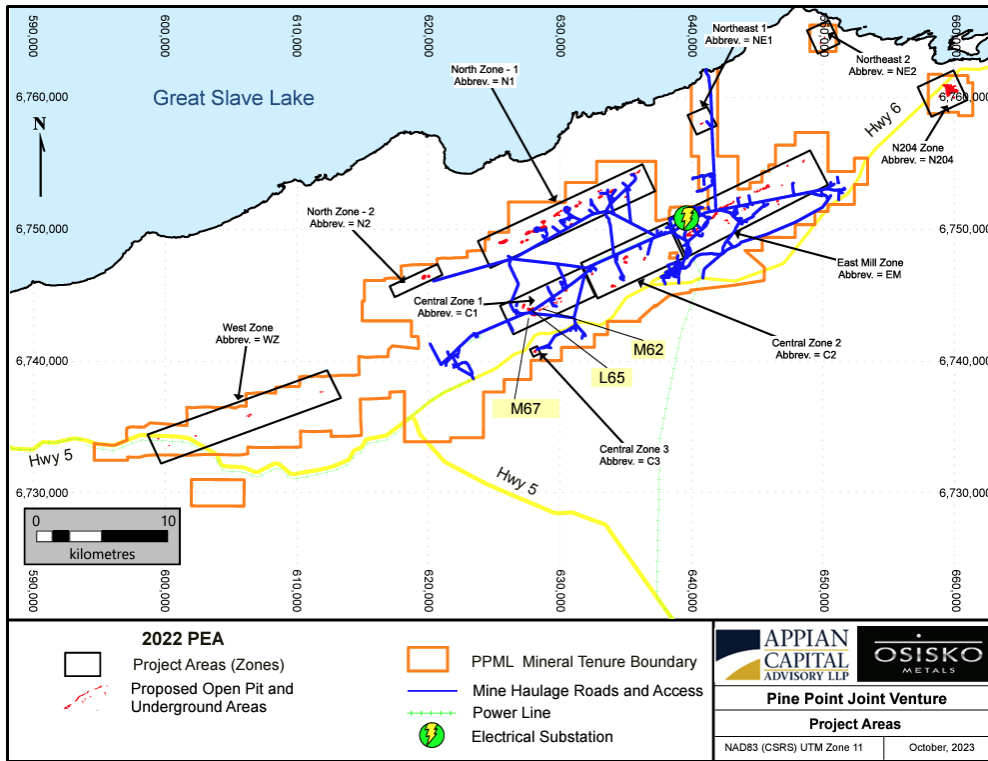 590,000
600,000
610,000
620,000
630,000
640,000
650,000
660,000
Northeast 1
Abbrev. = NE1
Northeast 2
Abbrev. = NE2
North Zone - 1
Abbrev. = N1
6,760,000
6,760,000
Great Slave Lake
N
Hwy 6
N204 Zone
Abbrev. = N204
North Zone-2
Abbrev. = N2
6,750,000
6,750,000
East Mill Zone
Abbrev. = EM
Central Zone 1
Abbrev. = C1
West Zone
Abbrev. = WZ
M62
Central Zone 2
Abbrev. = C2
6,740,000
6,740,000
L65
M67
Central Zone 3
Abbrev. = C3
Hwy 5
Hwy 5
6,730,000
6,730,000
0 10
kilometres
590,000
600,000
610,000
620,000
630,000
640,000
650,000
660,000
2022 PEA
Project Areas (Zones)
Proposed Open Pit and
Underground Areas
PPML Mineral Tenure Boundary
Mine Haulage Roads and Access
Power Line
Electrical Substation
APPIAN
CAPITAL
ADVISORY LLP
OSISKO
METALS
Pine Point Joint Venture
Project Areas
NAD83 (CSRS) UTM Zone 11
October, 2023